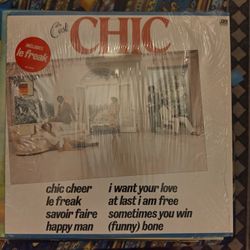 C'est
CHIC
INCLUDES
le freak
chic cheer
le freak
savoir faire
happy man
i want your love
at last i am free
sometimes you win
(funny) bone